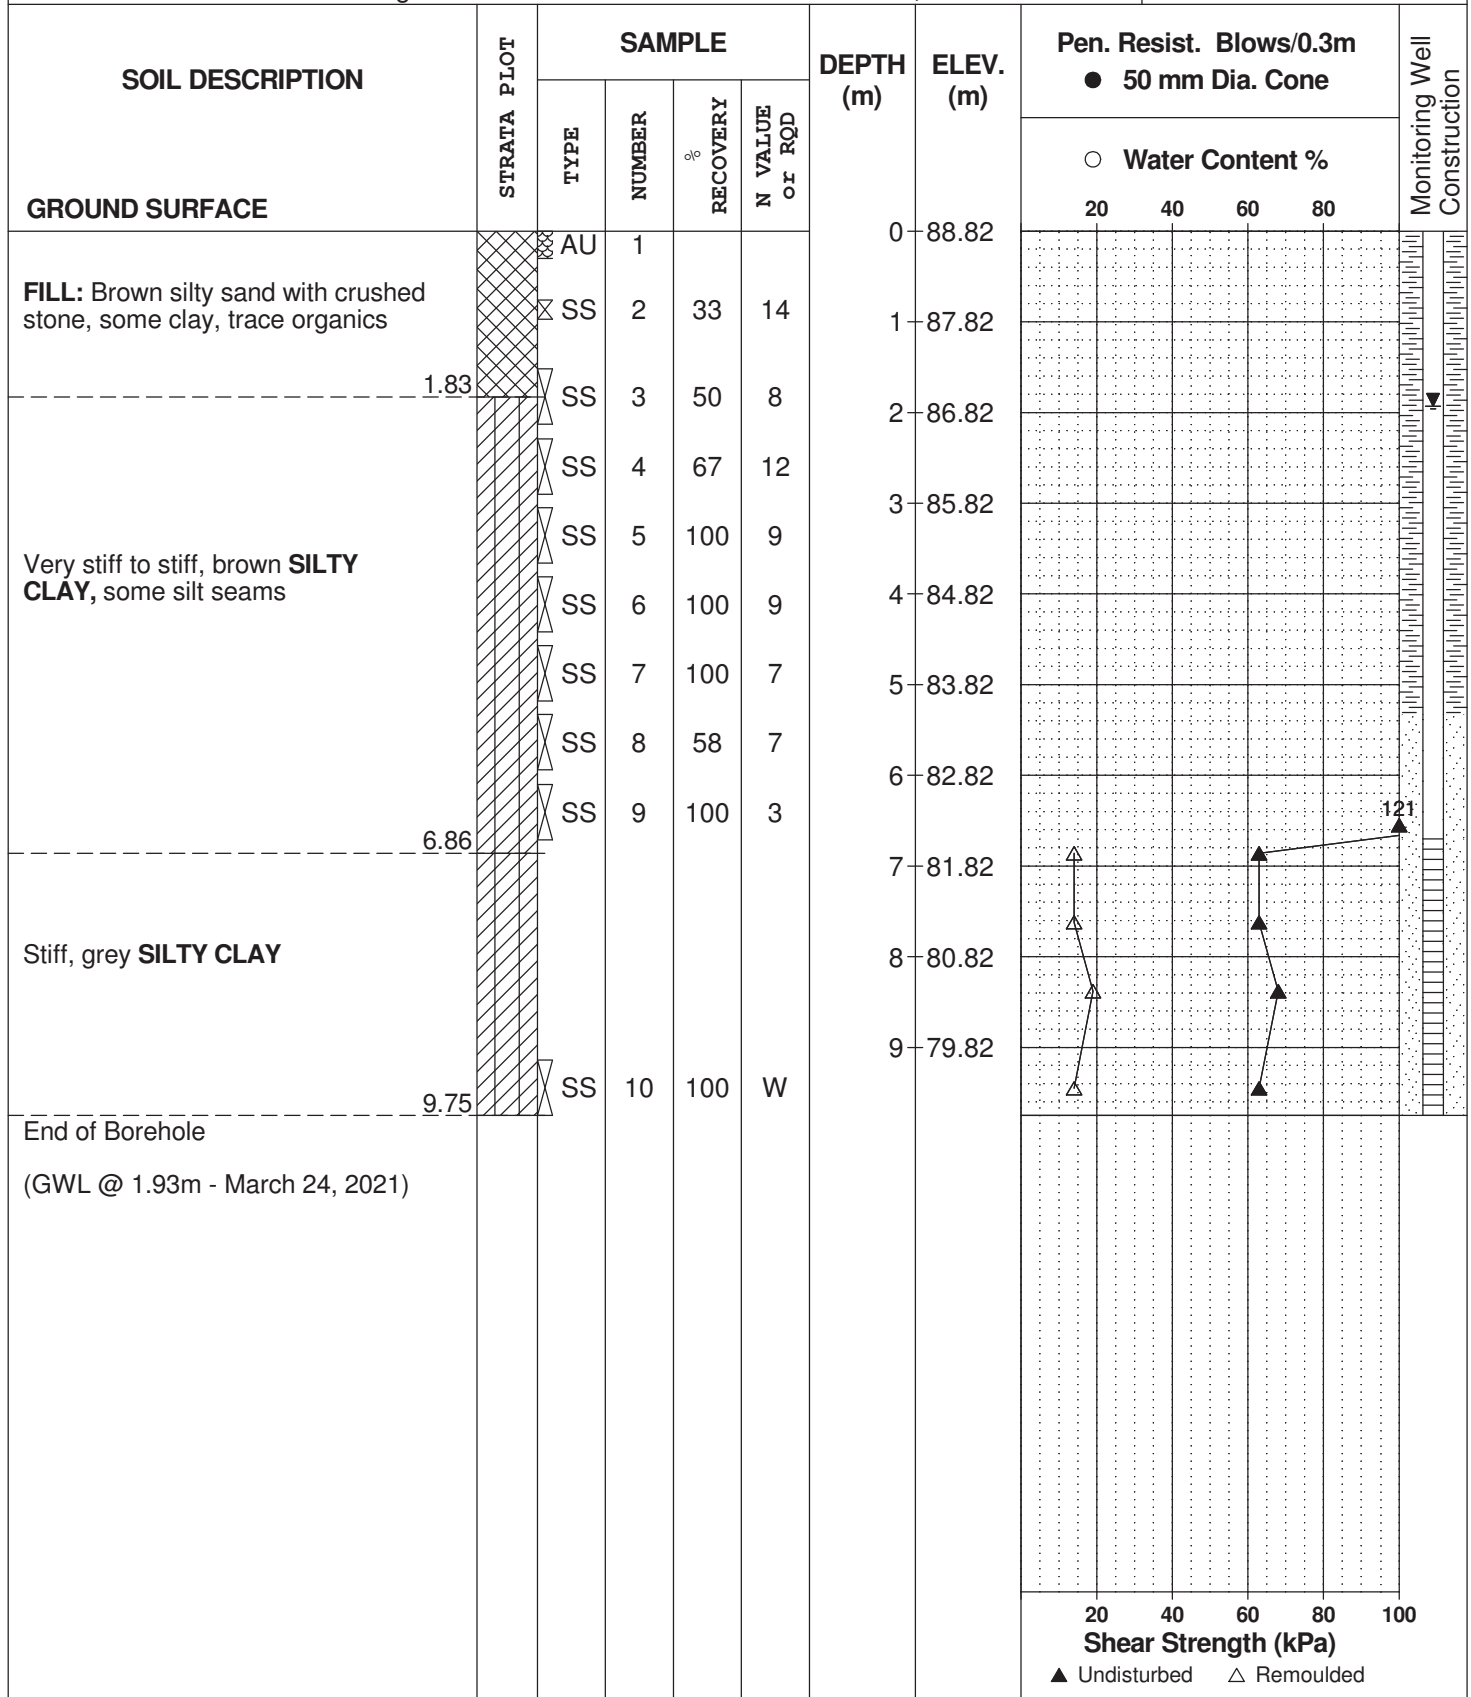 SOIL DESCRIPTION
GROUND SURFACE
STRATA PLOT
SAMPLE
TYPE
NUMBER
%
RECOVERY
N VALUE
or RQD
DEPTH
(m)
ELEV.
(m)
Pen. Resist. Blows/0.3m
● 50 mm Dia. Cone
○ Water Content %
20 40 60 80
Monitoring Well
Construction
0 88.82
AU 1
FILL: Brown silty sand with crushed
stone, some clay, trace organics
SS 2 33 14
1 87.82
1.83
SS 3 50 8
2 86.82
SS 4 67 12
3 85.82
SS 5 100 9
Very stiff to stiff, brown SILTY
CLAY, some silt seams
4 84.82
SS 6 100 9
SS 7 100 7
5 83.82
SS 8 58 7
6 82.82
SS 9 100 3
121
6.86
7 81.82
Stiff, grey SILTY CLAY
8 80.82
9 79.82
SS 10 100 W
9.75
End of Borehole
(GWL @ 1.93m - March 24, 2021)
20 40 60 80 100
Shear Strength (kPa)
▲ Undisturbed △ Remoulded